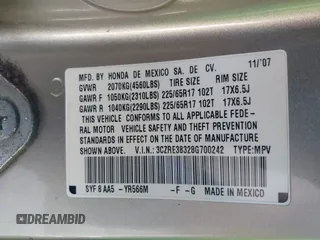 MFD. BY HONDA DE MEXICO SA. DE CV. 11/'07
GVWR 2070KG(4560LBS) TIRE SIZE RIM SIZE
GAWR F 1050KG(2310LBS) 225/65R17 102T 17X6.5J
GAWR R 1040KG(2290LBS) 225/65R17 102T 17X6.5J
THIS VEHICLE CONFORMS TO ALL APPLICABLE FEDE-
RAL MOTOR VEHICLE SAFETY AND THEFT PREVENTION
STANDARDS IN EFFECT ON THE DATE OF MANUFACTURE
SHOWN ABOVE. V.I.N.: 3CZRE38328G700242 TYPE:MPV
SYF 8 AA5 -YR566M -F -G MADE IN MEXICO
DREAMBID